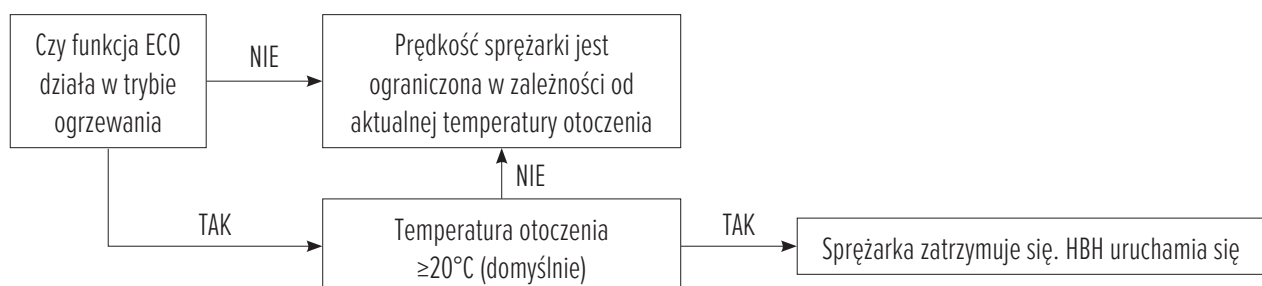 Czy funkcja ECO
działa w trybie
ogrzewania
NIE
Prędkość sprężarki jest
ograniczona w zależności od
aktualnej temperatury otoczenia
NIE
TAK
Temperatura otoczenia
≥20°C (domyślnie)
TAK
Sprężarka zatrzymuje się. HBH uruchamia się